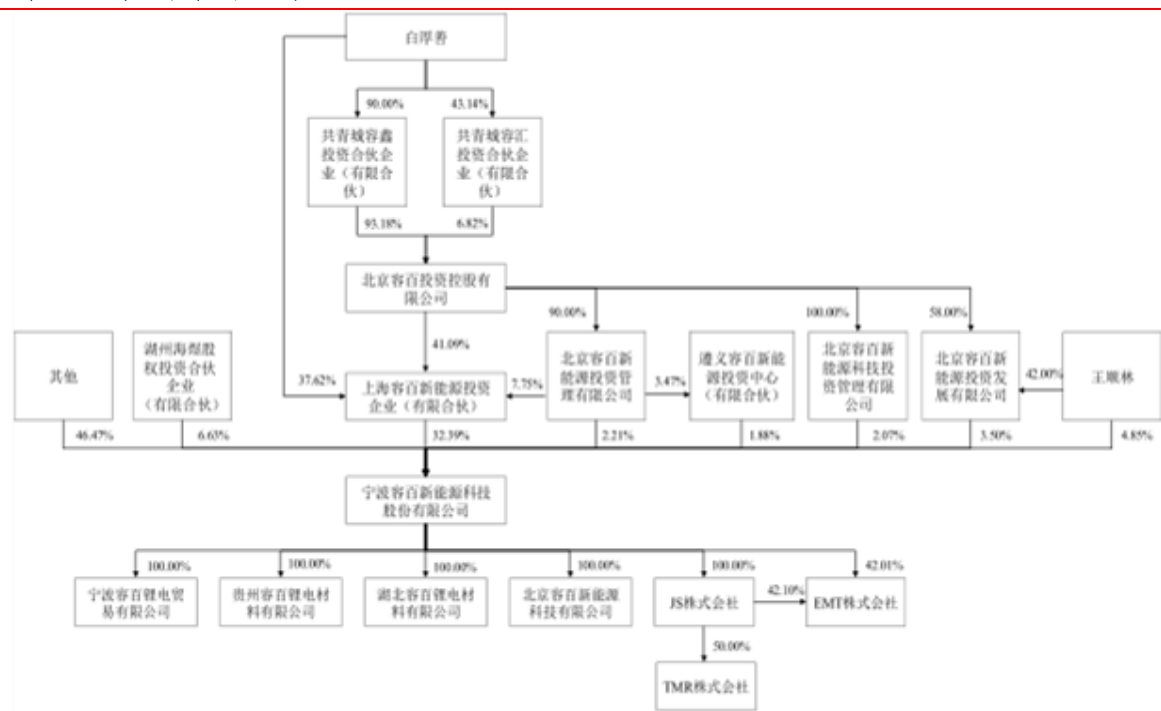 白厚善
90.00%
43.14%
共青城容鑫
投资合伙企
业（有限合
伙）
共青城容汇
投资合伙企
业（有限合
伙）
93.18%
6.82%
北京容百投资控股有
限公司
90.00%
100.00%
58.00%
41.09%
37.62%
其他
湖州海煜股
权投资合伙
企业
（有限合伙）
上海容百新能源投资
企业（有限合伙）
7.75%
北京容百新
能源投资管
理有限公司
3.47%
遵义容百新能
源投资中心
（有限合伙）
北京容百新
能源科技投
资管理有限
公司
北京容百新
能源投资发
展有限公司
42.00%
王顺林
46.47%
6.63%
32.39%
2.21%
1.88%
2.07%
3.50%
4.85%
宁波容百新能源科技
股份有限公司
100.00%
100.00%
100.00%
100.00%
100.00%
42.01%
宁波容百锂电贸
易有限公司
贵州容百锂电材
料有限公司
湖北容百锂电材
料有限公司
北京容百新能源
科技有限公司
JS株式会社
42.10%
EMT株式会社
50.00%
TMR株式会社